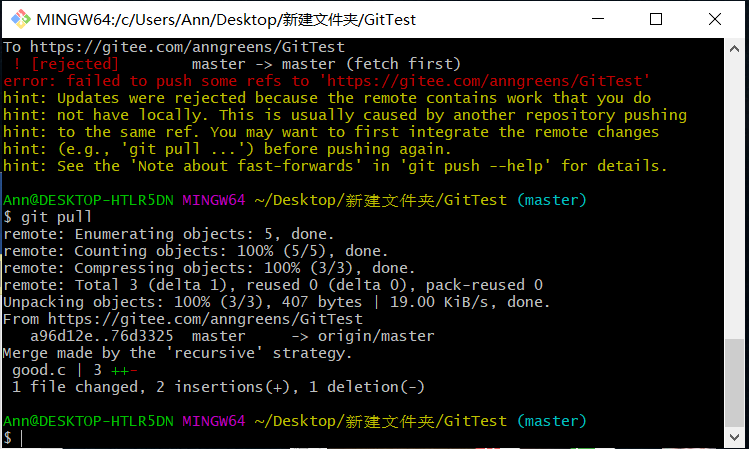 MINGW64:/c/Users/Ann/Desktop/新建文件夹/GitTest
To https://gitee.com/anngreens/GitTest
 ! [rejected]        master -> master (fetch first)
error: failed to push some refs to 'https://gitee.com/anngreens/GitTest'
hint: Updates were rejected because the remote contains work that you do
hint: not have locally. This is usually caused by another repository pushing
hint: to the same ref. You may want to first integrate the remote changes
hint: (e.g., 'git pull ...') before pushing again.
hint: See the 'Note about fast-forwards' in 'git push --help' for details.
Ann@DESKTOP-HTLR5DN MINGW64 ~/Desktop/新建文件夹/GitTest (master)
$ git pull
remote: Enumerating objects: 5, done.
remote: Counting objects: 100% (5/5), done.
remote: Compressing objects: 100% (3/3), done.
remote: Total 3 (delta 1), reused 0 (delta 0), pack-reused 0
Unpacking objects: 100% (3/3), 407 bytes | 19.00 KiB/s, done.
From https://gitee.com/anngreens/GitTest
   a96d12e..76d3325  master     -> origin/master
Merge made by the 'recursive' strategy.
 good.c | 3 ++-
 1 file changed, 2 insertions(+), 1 deletion(-)
Ann@DESKTOP-HTLR5DN MINGW64 ~/Desktop/新建文件夹/GitTest (master)
$